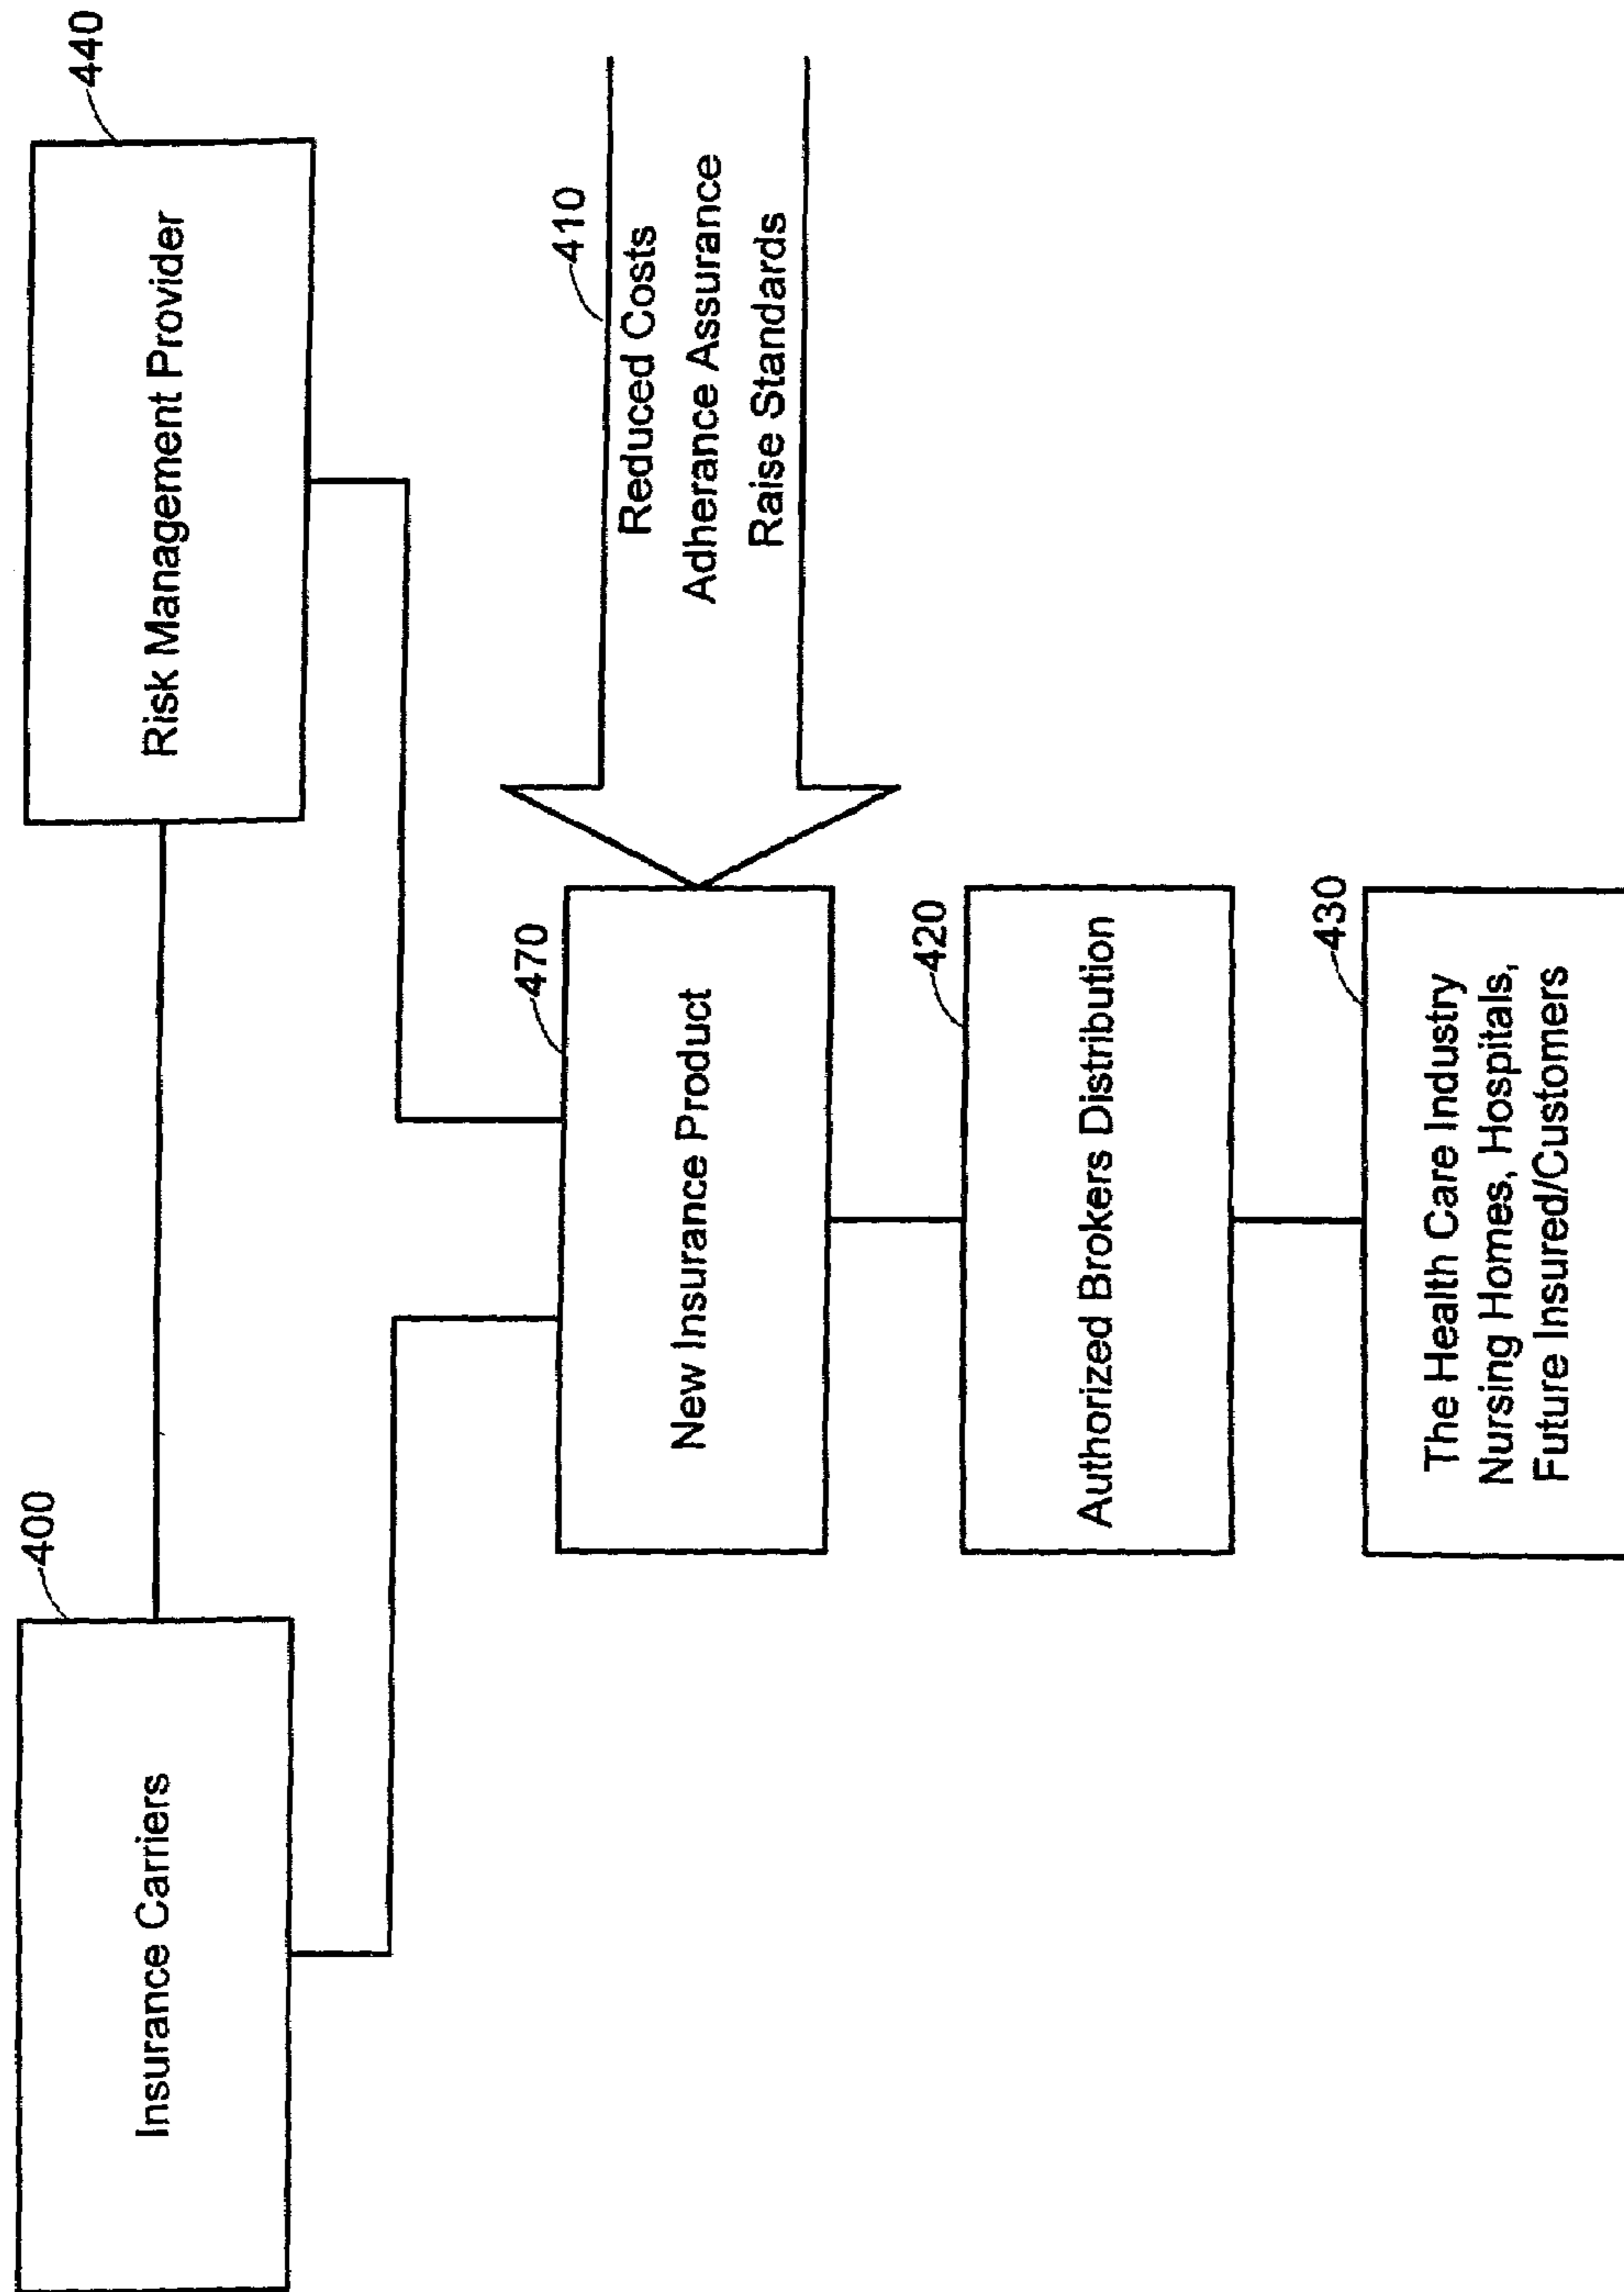 400
Insurance Carriers
440
Risk Management Provider
470
New Insurance Product
410
Reduced Costs
Adherance Assurance
Raise Standards
420
Authorized Brokers Distribution
430
The Health Care Industry
Nursing Homes, Hospitals,
Future Insured/Customers